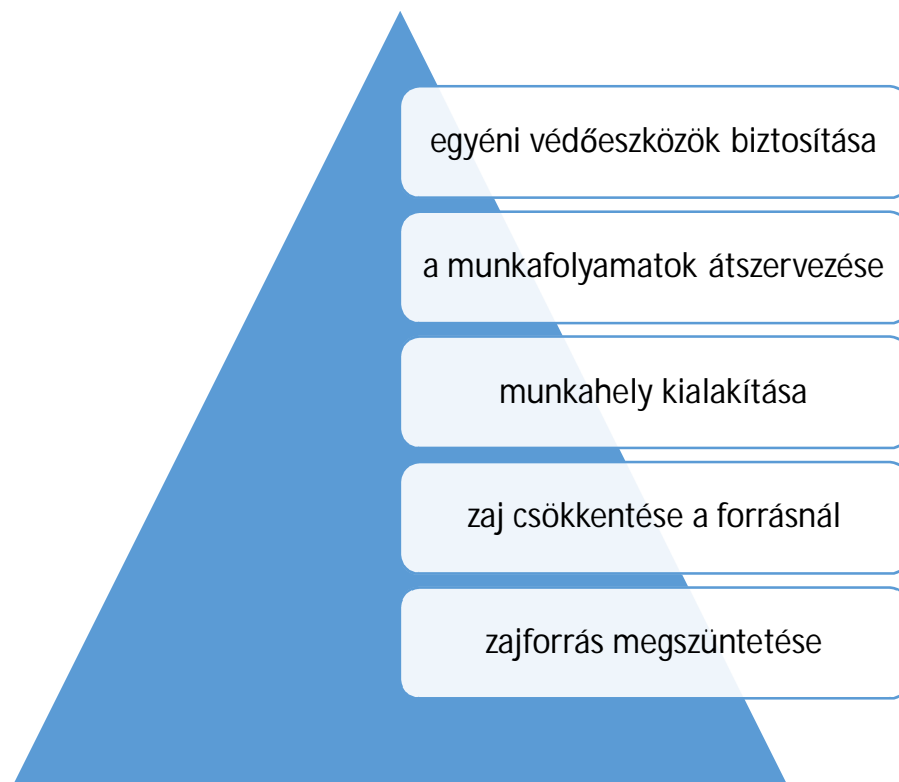 egyéni védőeszközök biztosítása
a munkafolyamatok átszervezése
munkahely kialakítása
zaj csökkentése a forrásnál
zajforrás megszüntetése